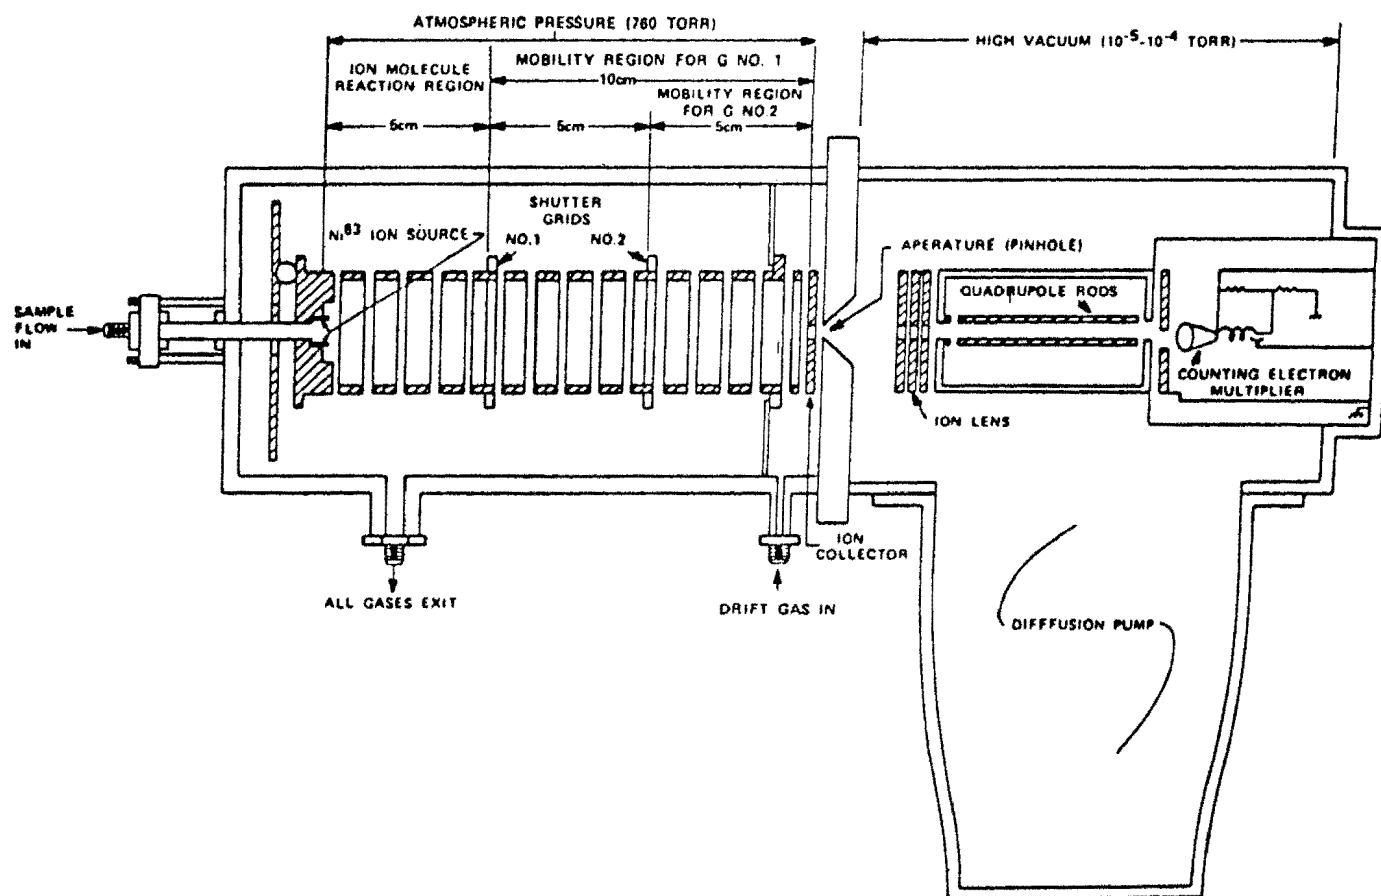 ATMOSPHERIC PRESSURE (760 TORR)
HIGH VACUUM (10-5-10-4 TORR)
ION MOLECULE
REACTION REGION
MOBILITY REGION FOR G NO. 1
10cm
MOBILITY REGION
FOR G NO.2
5cm
5cm
5cm
SHUTTER
GRIDS
Ni63 ION SOURCE
NO.1
NO.2
APERATURE (PINHOLE)
QUADRUPOLE RODS
SAMPLE
FLOW
IN
COUNTING ELECTRON
MULTIPLIER
ION LENS
ION
COLLECTOR
ALL GASES EXIT
DRIFT GAS IN
DIFFFUSION PUMP